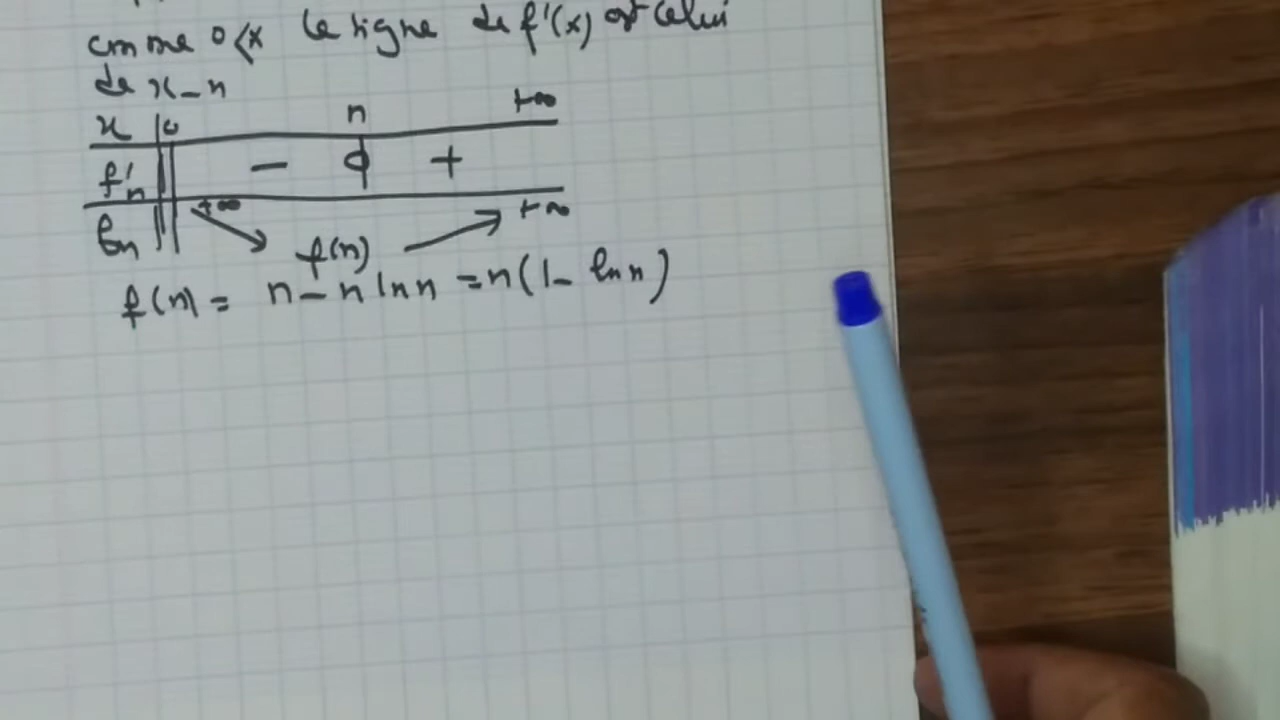 comme 0<x le signe de f'(x) est celui
de x-n
x 0 n +∞
f'n - 0 +
fn +∞ f(n) +∞
f(n) = n - n ln n = n(1 - ln n)